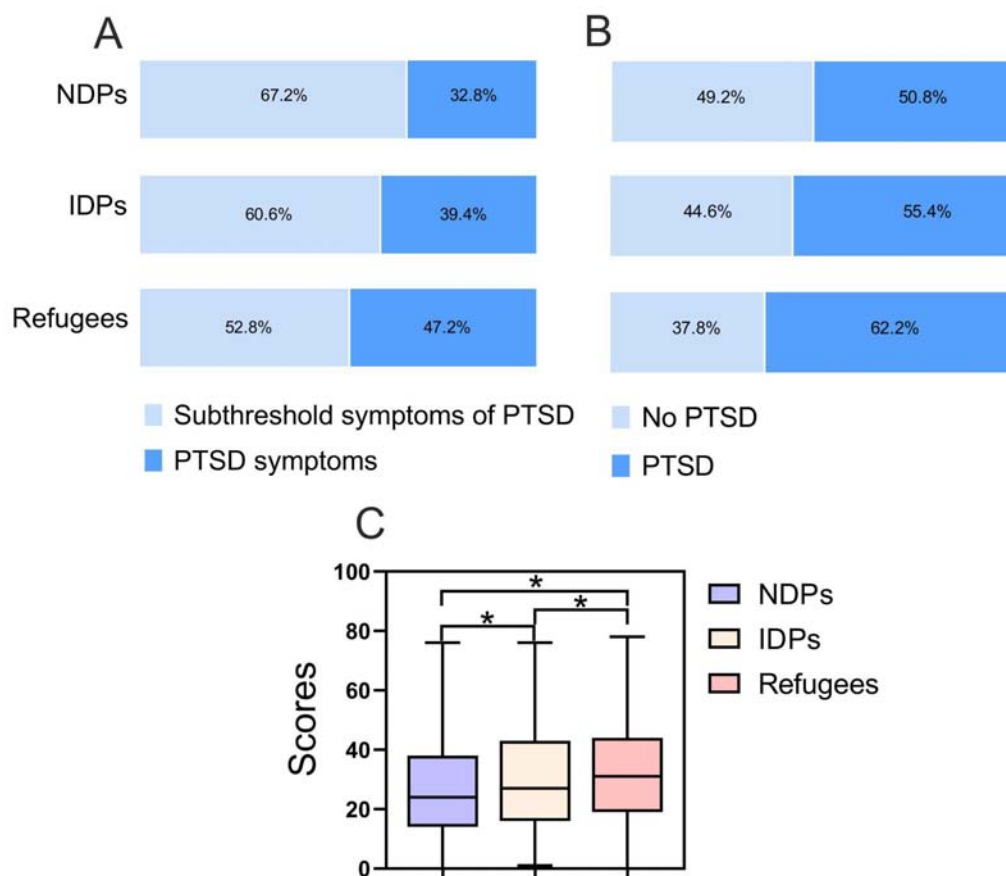 A
B
NDPs
67.2%
32.8%
49.2%
50.8%
IDPs
60.6%
39.4%
44.6%
55.4%
Refugees
52.8%
47.2%
37.8%
62.2%
Subthreshold symptoms of PTSD
No PTSD
PTSD symptoms
PTSD
C
100
80
60
40
20
0
Scores
*
*
*
NDPs
IDPs
Refugees